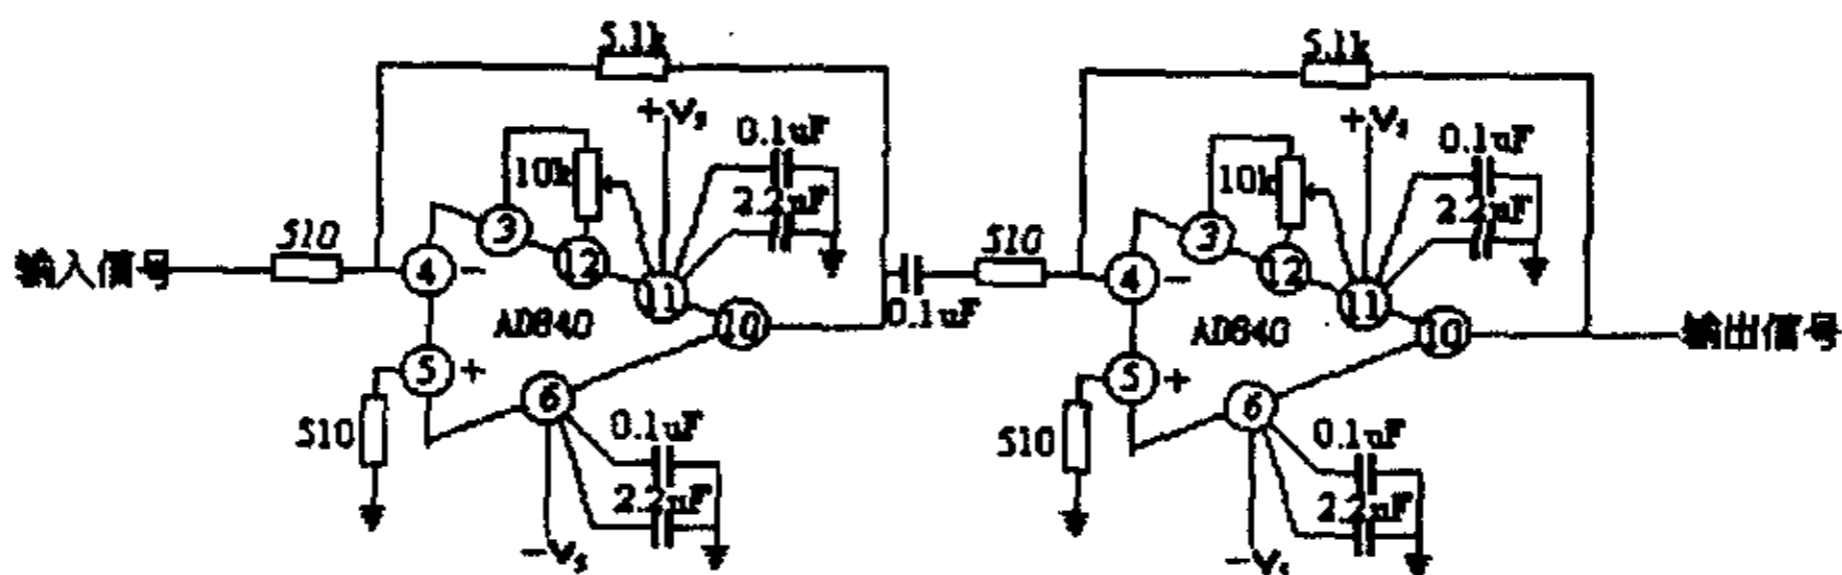 5.1k
+Vs
0.1uF
10k
2.2uF
3
510
输入信号
4
-
12
11
AD840
10
0.1uF
5
+
6
510
0.1uF
2.2uF
-Vs
5.1k
+Vs
0.1uF
10k
2.2uF
3
510
4
-
12
11
AD840
10
输出信号
5
+
6
510
0.1uF
2.2uF
-Vs